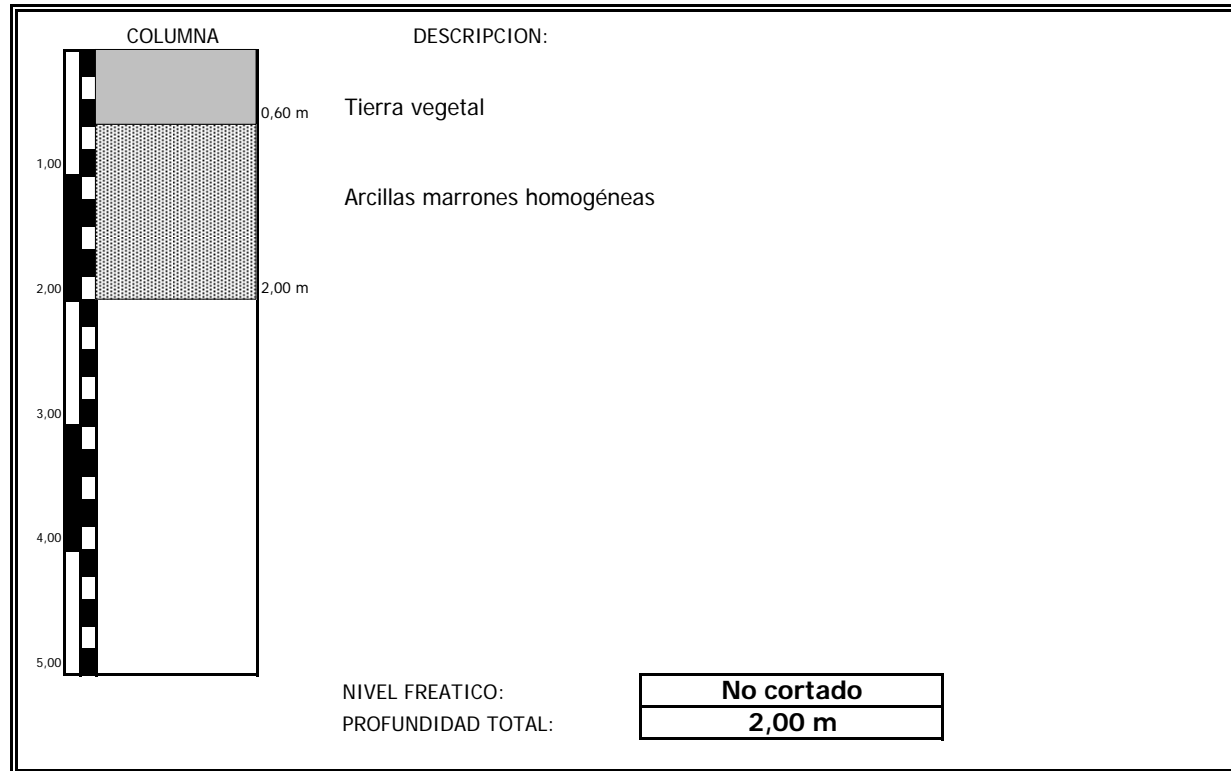 COLUMNA
DESCRIPCION:
0,60 m
Tierra vegetal
1,00
Arcillas marrones homogéneas
2,00
2,00 m
3,00
4,00
5,00
NIVEL FREATICO:
No cortado
PROFUNDIDAD TOTAL:
2,00 m